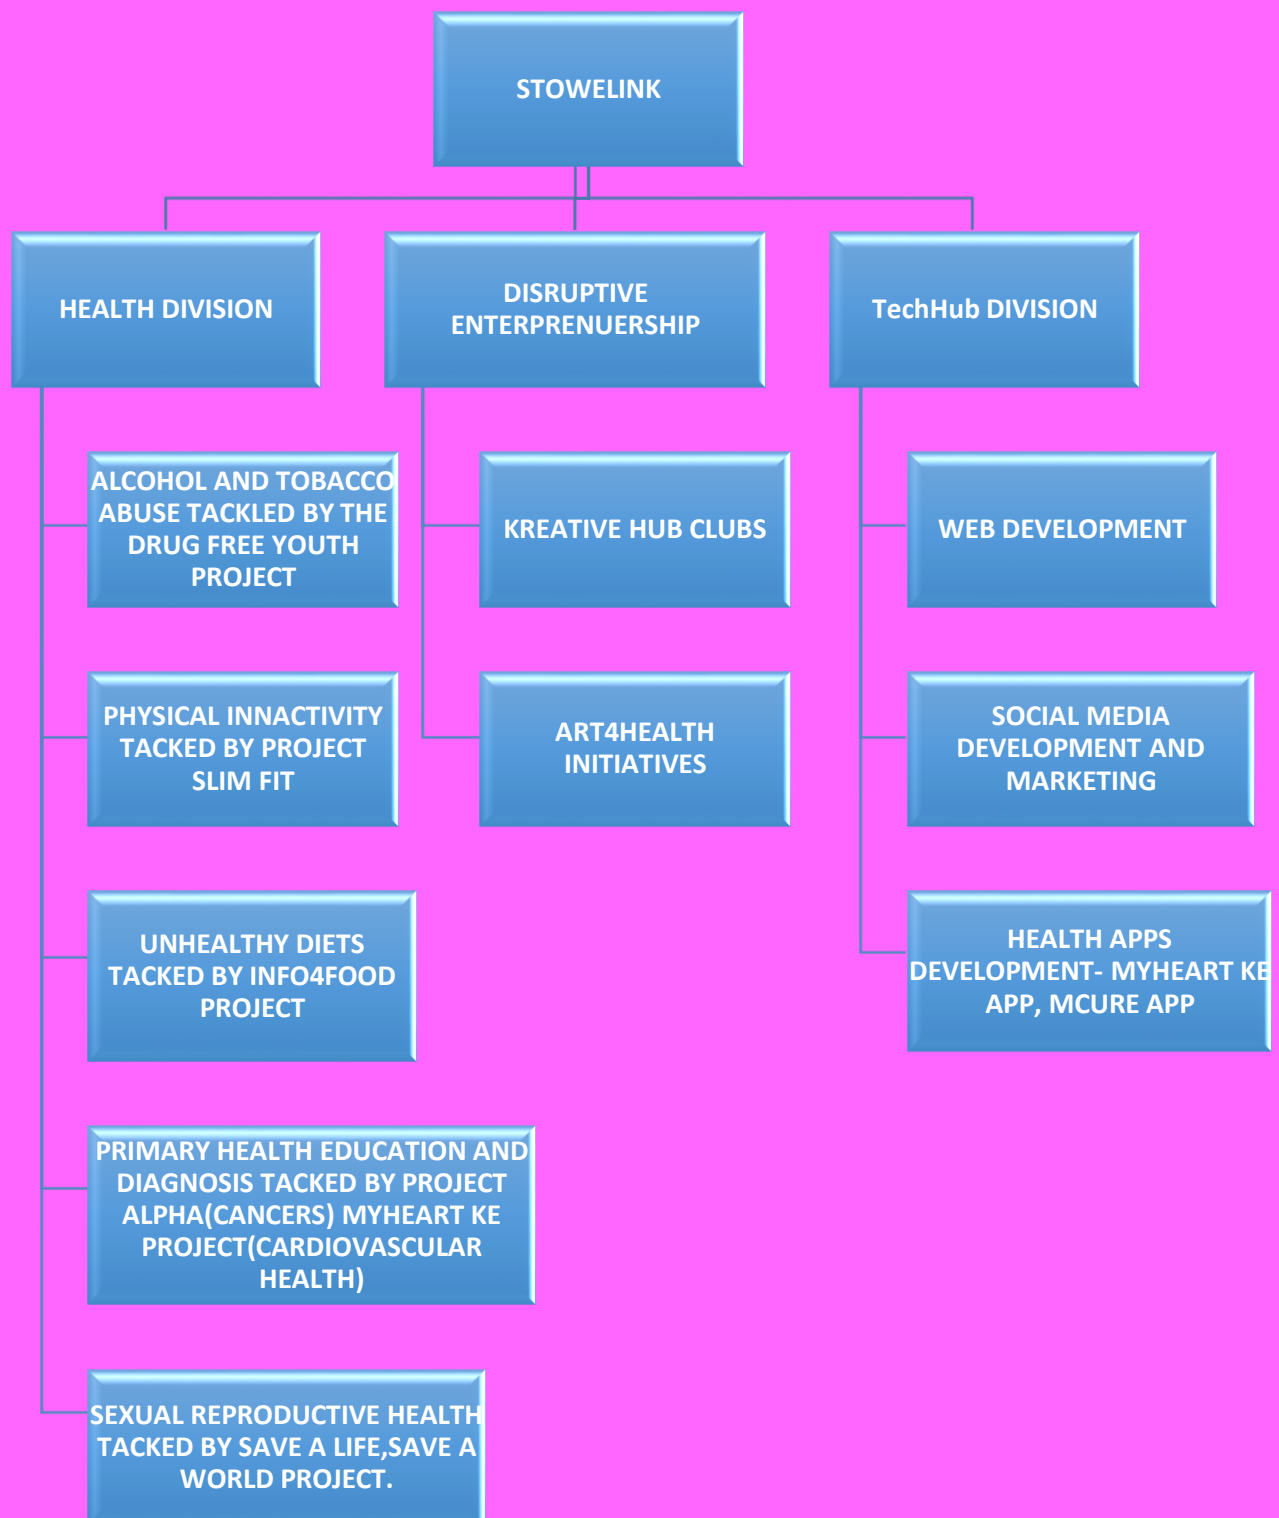 STOWELINK
HEALTH DIVISION
DISRUPTIVE
ENTERPRENUERSHIP
TechHub DIVISION
ALCOHOL AND TOBACCO
ABUSE TACKLED BY THE
DRUG FREE YOUTH
PROJECT
PHYSICAL INNACTIVITY
TACKED BY PROJECT
SLIM FIT
UNHEALTHY DIETS
TACKED BY INFO4FOOD
PROJECT
PRIMARY HEALTH EDUCATION AND
DIAGNOSIS TACKED BY PROJECT
ALPHA(CANCERS) MYHEART KE
PROJECT(CARDIOVASCULAR
HEALTH)
SEXUAL REPRODUCTIVE HEALTH
TACKED BY SAVE A LIFE,SAVE A
WORLD PROJECT.
KREATIVE HUB CLUBS
ART4HEALTH
INITIATIVES
WEB DEVELOPMENT
SOCIAL MEDIA
DEVELOPMENT AND
MARKETING
HEALTH APPS
DEVELOPMENT- MYHEART KE
APP, MCURE APP